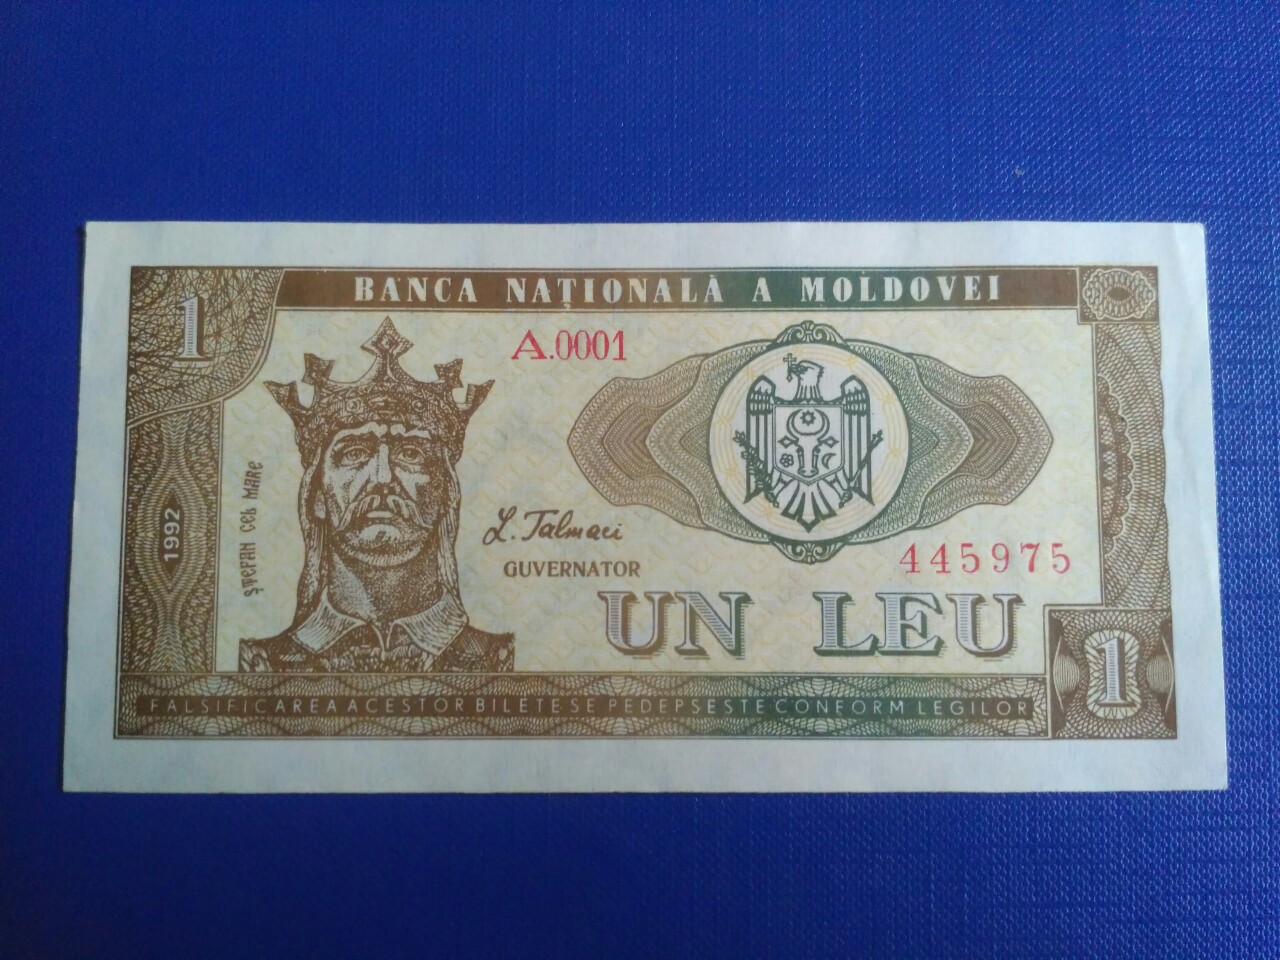 BANCA NAȚIONALĂ A MOLDOVEI
1
A.0001
ȘTEFAN CEL MARE
1992
L. Talmaci
GUVERNATOR
445975
UN LEU
1
FALSIFICAREA ACESTOR BILETE SE PEDEPSEȘTE CONFORM LEGILOR